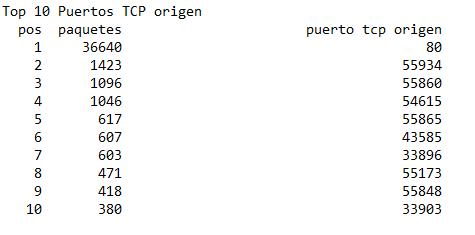 Top 10 Puertos TCP origen
pos paquetes puerto tcp origen
1 36640 80
2 1423 55934
3 1096 55860
4 1046 54615
5 617 55865
6 607 43585
7 603 33896
8 471 55173
9 418 55848
10 380 33903